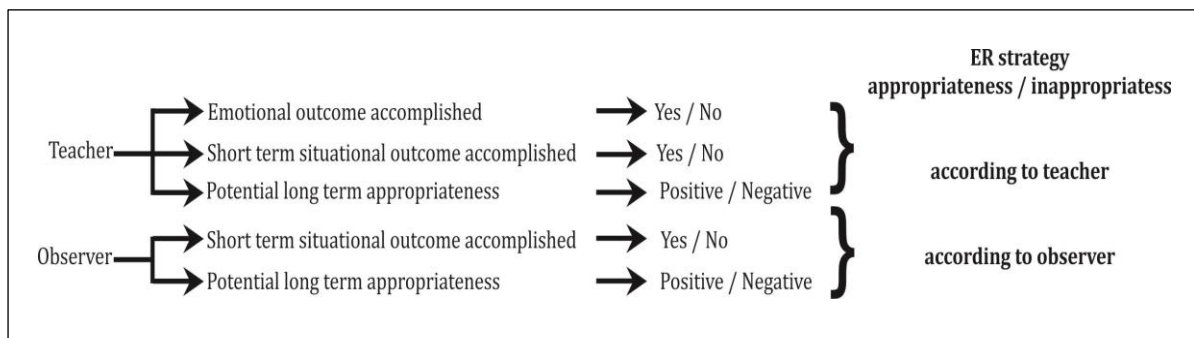 ER strategy
appropriateness / inappropriatess
Emotional outcome accomplished Yes / No
Teacher Short term situational outcome accomplished Yes / No
according to teacher
Potential long term appropriateness Positive / Negative
Short term situational outcome accomplished Yes / No
Observer according to observer
Potential long term appropriateness Positive / Negative